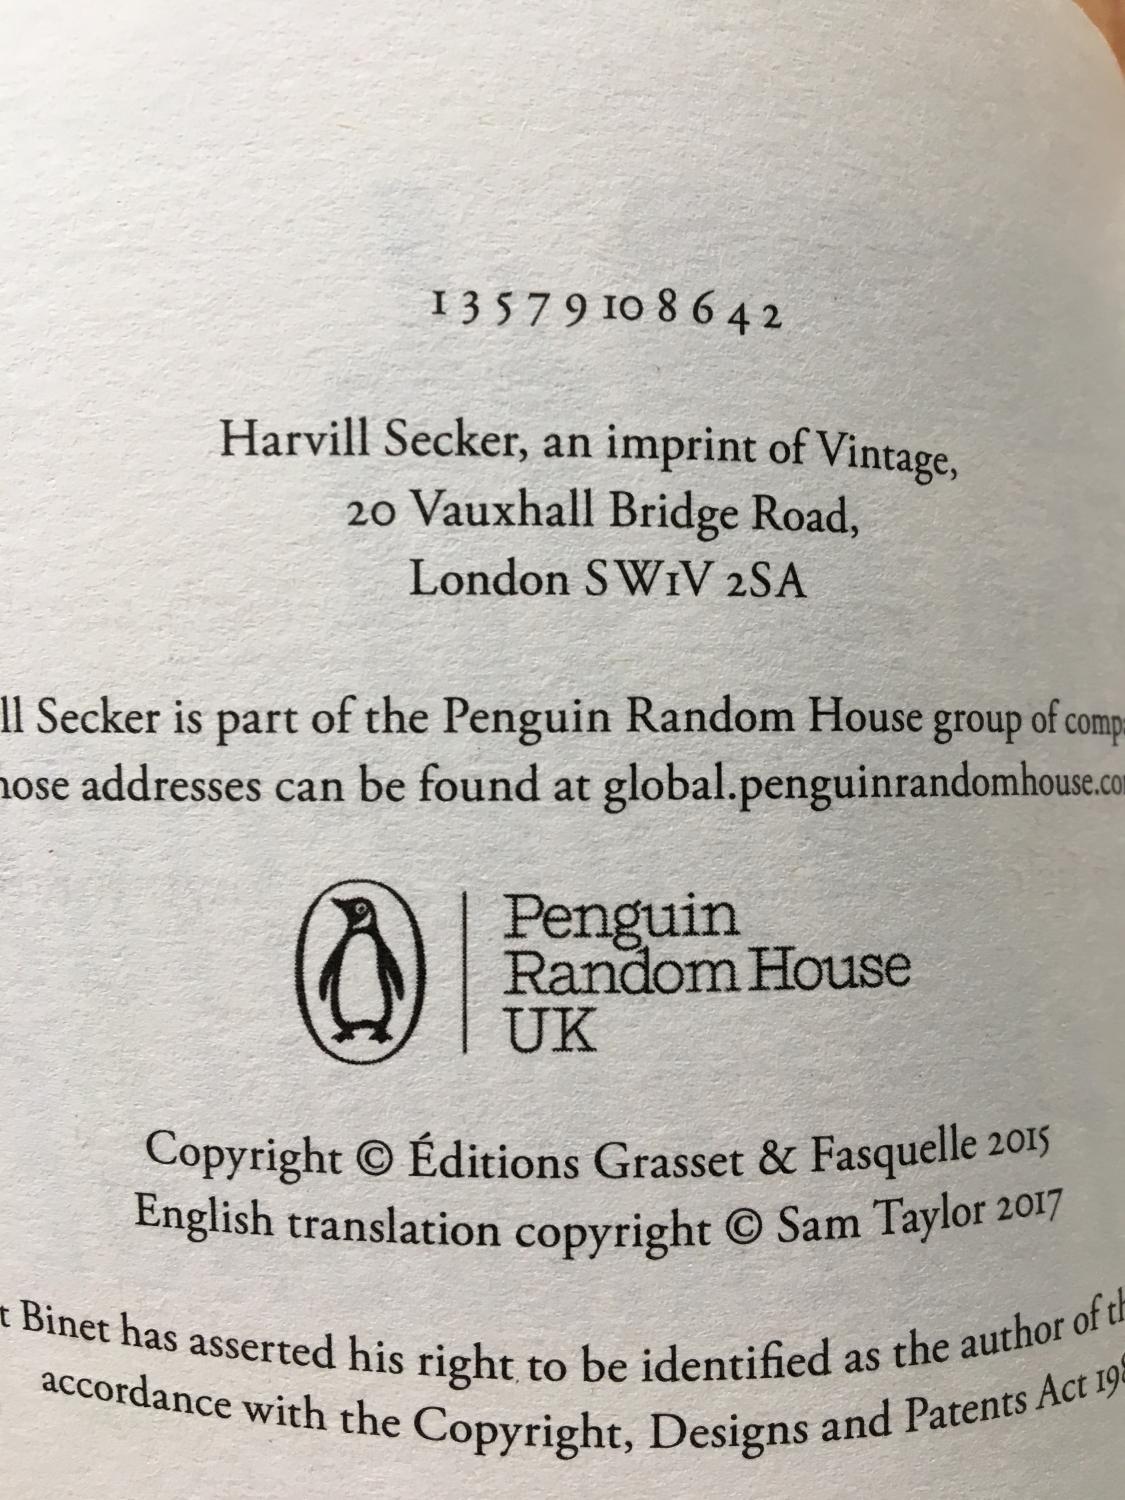 1 3 5 7 9 10 8 6 4 2
Harvill Secker, an imprint of Vintage,
20 Vauxhall Bridge Road,
London SW1V 2SA
ll Secker is part of the Penguin Random House group of comp
hose addresses can be found at global.penguinrandomhouse.co
Penguin
Random House
UK
Copyright © Éditions Grasset & Fasquelle 2015
English translation copyright © Sam Taylor 2017
t Binet has asserted his right to be identified as the author of th
accordance with the Copyright, Designs and Patents Act 198